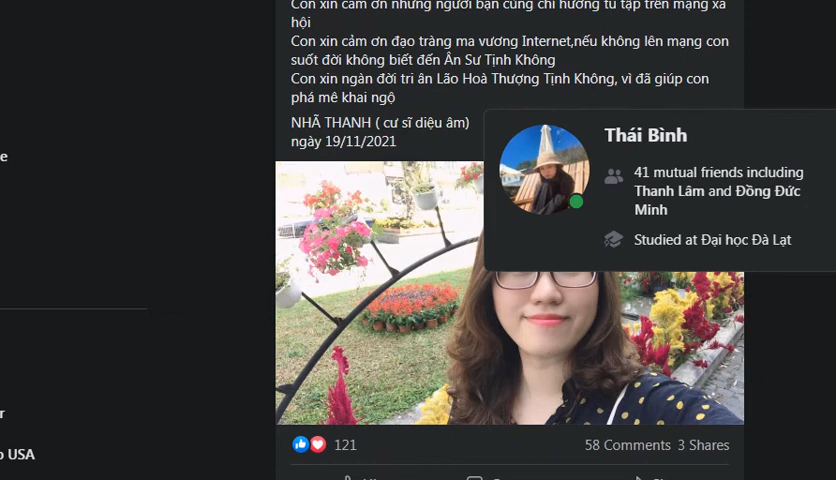 Con xin cảm ơn những người bạn cùng chí hướng tu tập trên mạng xã
hội
Con xin cảm ơn đạo tràng ma vương Internet,nếu không lên mạng con
suốt đời không biết đến Ân Sư Tịnh Không
Con xin ngàn đời tri ân Lão Hoà Thượng Tịnh Không, vì đã giúp con
phá mê khai ngộ
NHÃ THANH ( cư sĩ diệu âm)
ngày 19/11/2021
Thái Bình
41 mutual friends including
Thanh Lâm and Đồng Đức
Minh
Studied at Đại học Đà Lạt
e
r
o USA
121
58 Comments 3 Shares